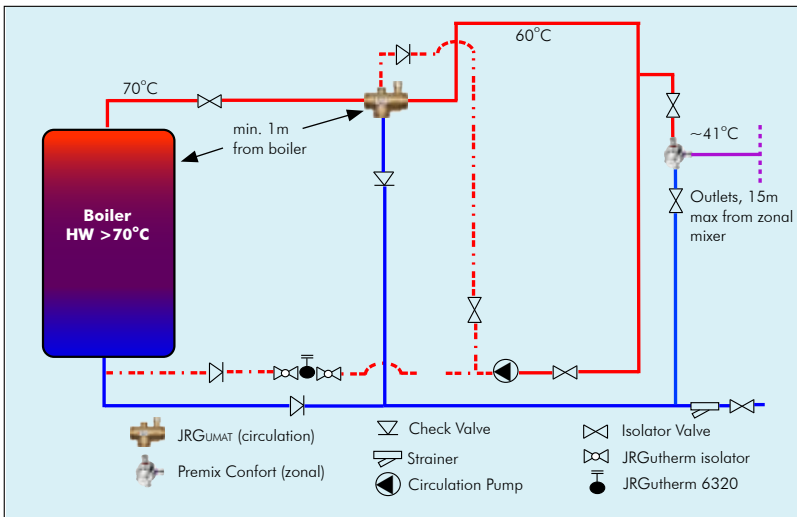 60°C
70°C
min. 1m
from boiler
~41°C
Outlets, 15m
max from zonal
mixer
Boiler
HW >70°C
JRGUMAT (circulation)
Premix Confort (zonal)
Check Valve
Strainer
Circulation Pump
Isolator Valve
JRGutherm isolator
JRGutherm 6320